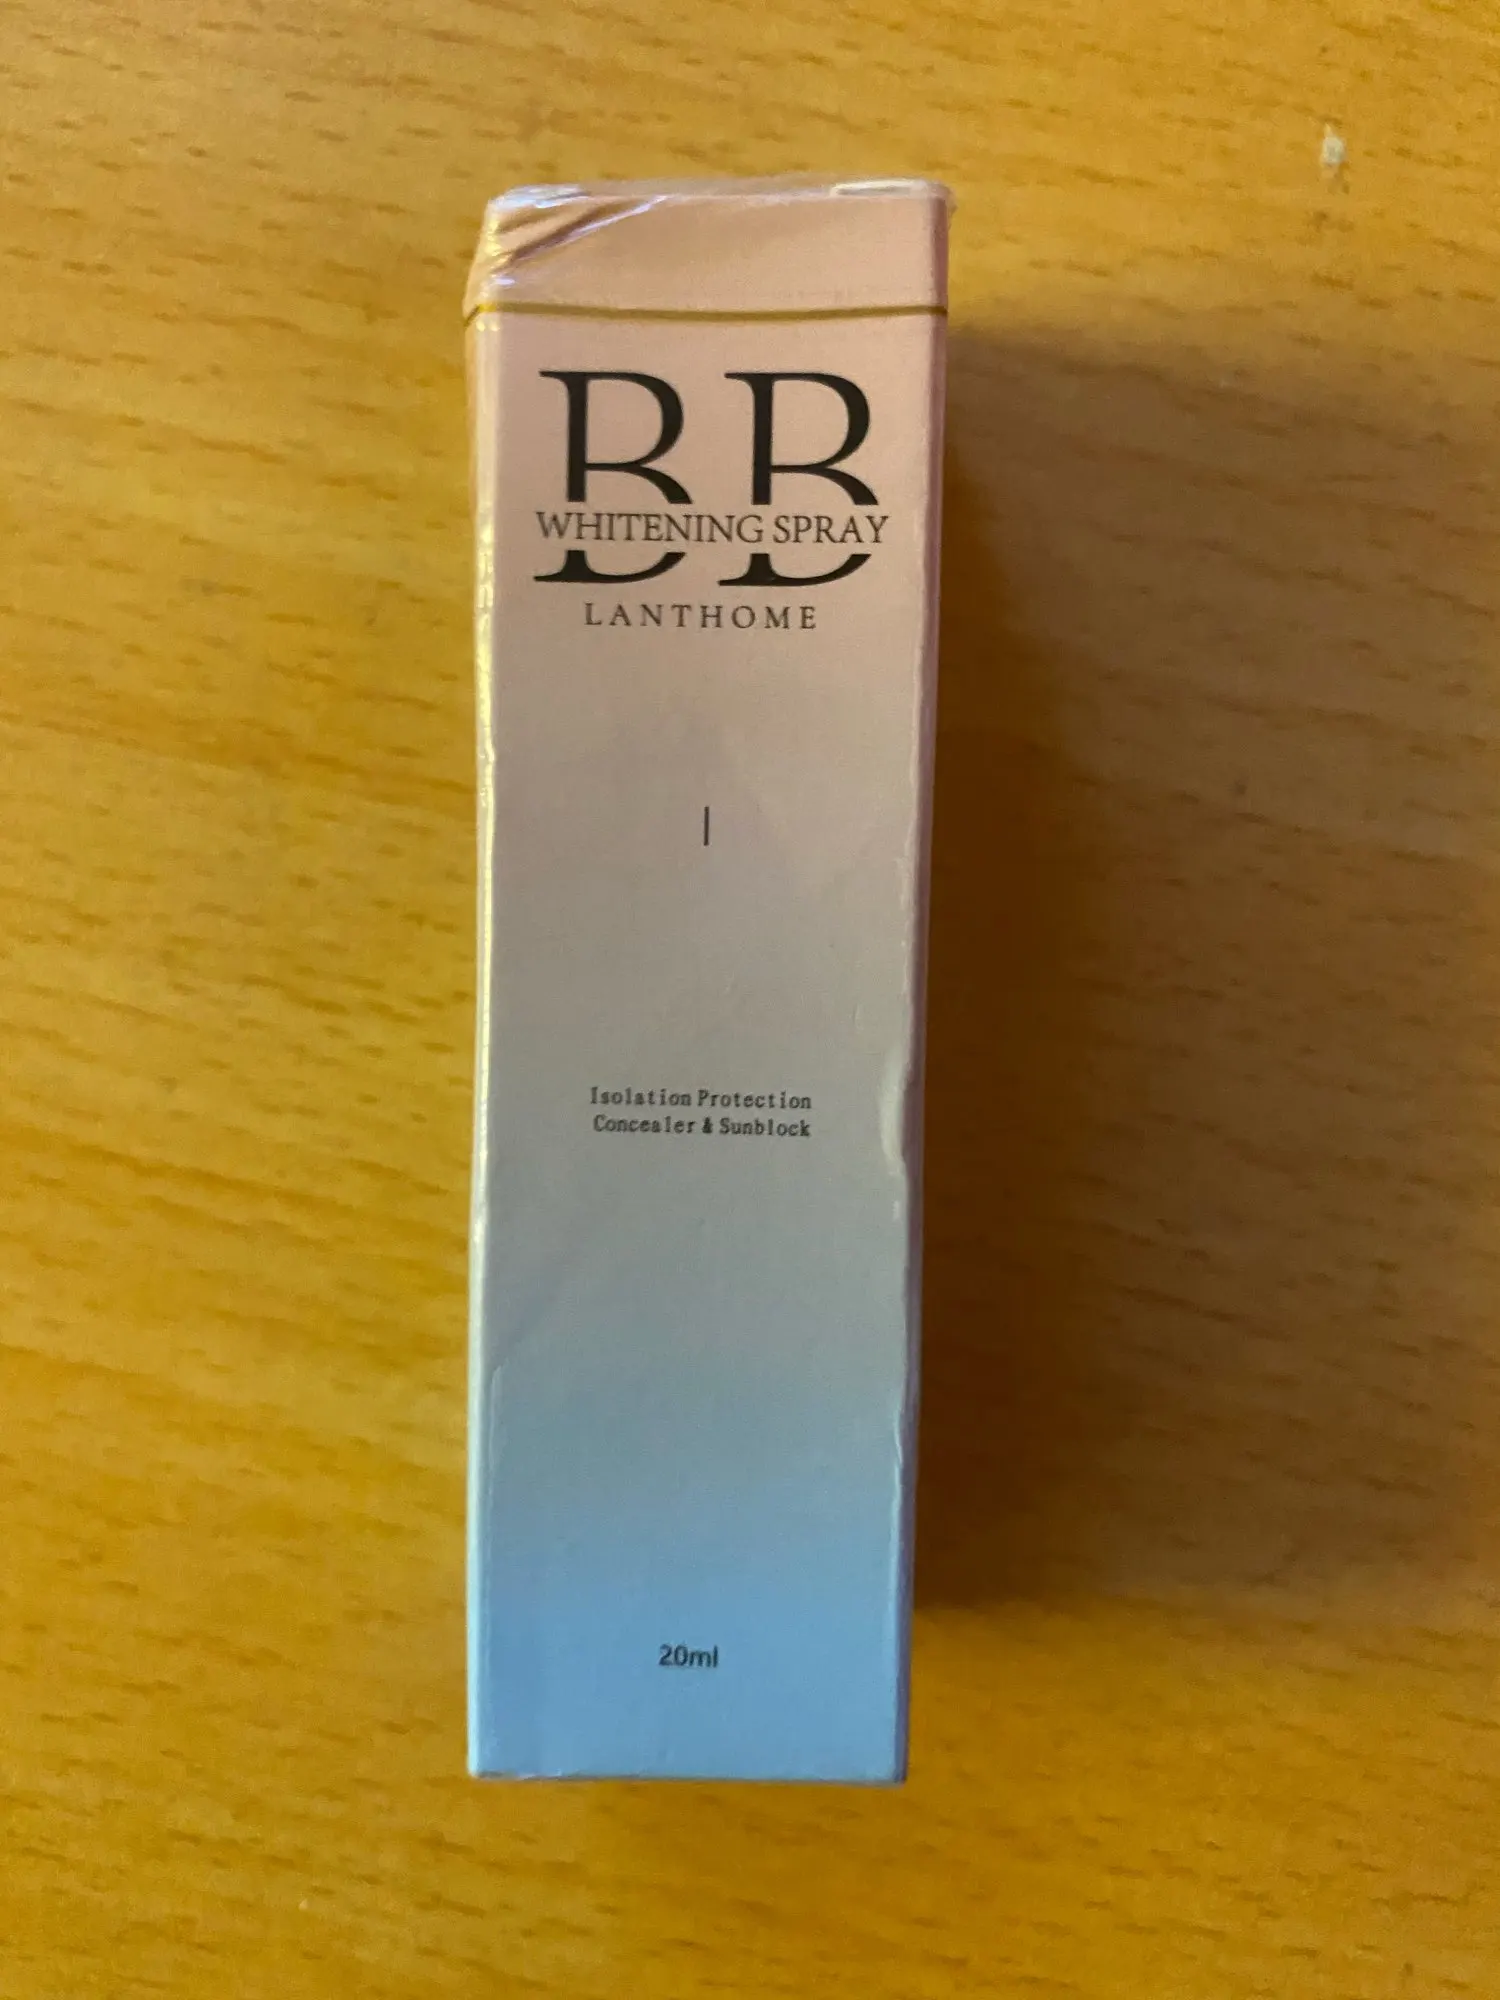 BB
WHITENING SPRAY
LANTHOME
Isolation Protection
Concealer & Sunblock
20ml